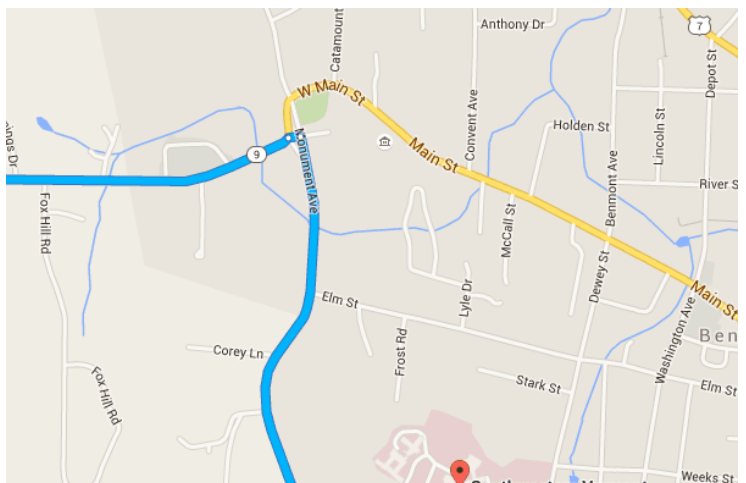 Anthony Dr
7
Catamount
Depot St
W Main St
Convent Ave
Lincoln St
Holden St
Benmont Ave
Monument Ave
9
Main St
River S
Fox Hill Rd
McCall St
Dewey St
Main St
Elm St
Lyle Dr
Washington Ave
Ben
Corey Ln
Frost Rd
Fox Hill Rd
Stark St
Elm St
Weeks St